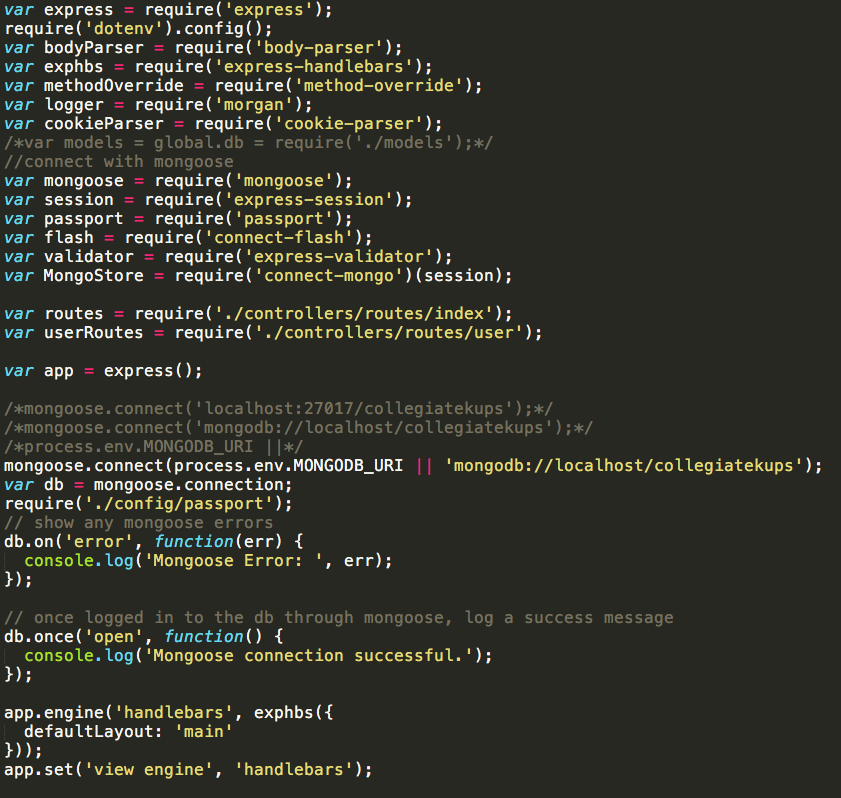 var express = require('express');
require('dotenv').config();
var bodyParser = require('body-parser');
var exphbs = require('express-handlebars');
var methodOverride = require('method-override');
var logger = require('morgan');
var cookieParser = require('cookie-parser');
/*var models = global.db = require('./models');*/
//connect with mongoose
var mongoose = require('mongoose');
var session = require('express-session');
var passport = require('passport');
var flash = require('connect-flash');
var validator = require('express-validator');
var MongoStore = require('connect-mongo')(session);

var routes = require('./controllers/routes/index');
var userRoutes = require('./controllers/routes/user');

var app = express();

/*mongoose.connect('localhost:27017/collegiatekups');*/
/*mongoose.connect('mongodb://localhost/collegiatekups');*/
/*process.env.MONGODB_URI ||*/
mongoose.connect(process.env.MONGODB_URI || 'mongodb://localhost/collegiatekups');
var db = mongoose.connection;
require('./config/passport');
// show any mongoose errors
db.on('error', function(err) {
  console.log('Mongoose Error: ', err);
});

// once logged in to the db through mongoose, log a success message
db.once('open', function() {
  console.log('Mongoose connection successful.');
});

app.engine('handlebars', exphbs({
  defaultLayout: 'main'
}));
app.set('view engine', 'handlebars');